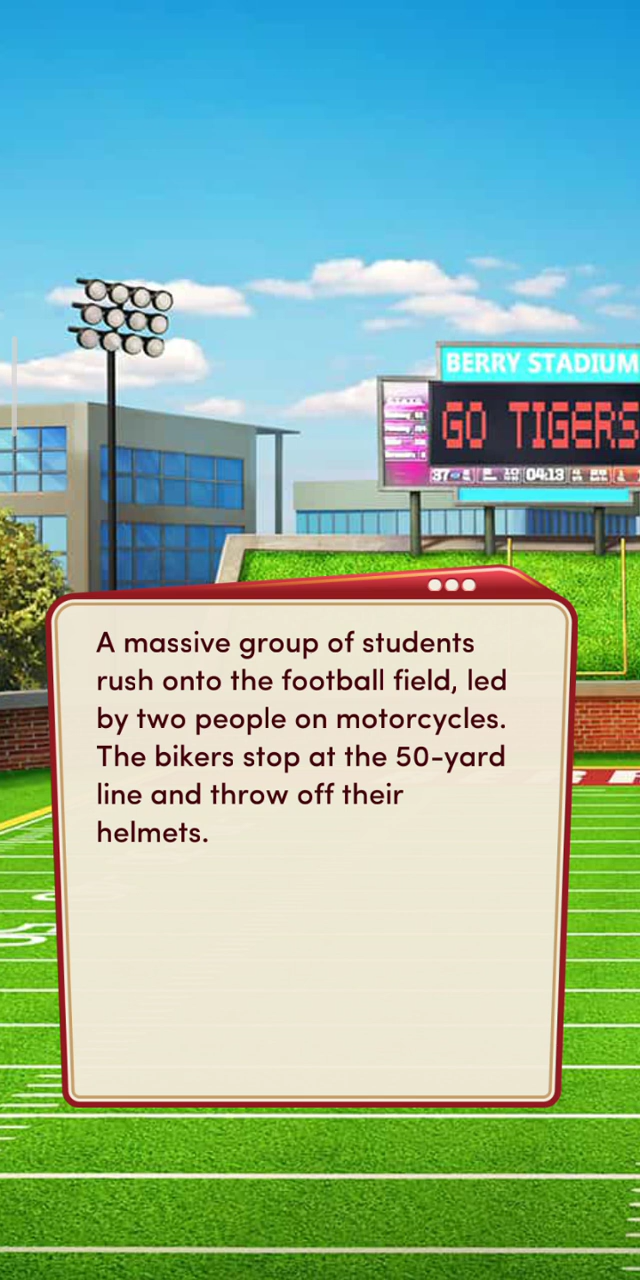 BERRY STADIUM
GO TIGERS
37
10
04:13
A massive group of students
rush onto the football field, led
by two people on motorcycles.
The bikers stop at the 50-yard
line and throw off their
helmets.